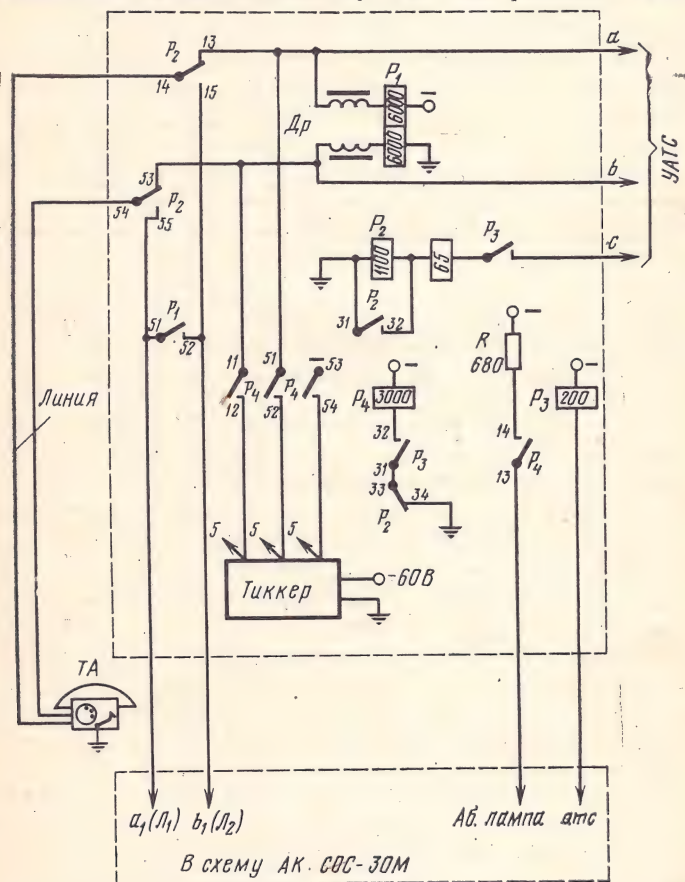 13
P₂
a
14
15
P₁
—
6000
6000
Др
УАТС
53
b
54
P₂
55
P₂
1100
65
P₃
c
P₁
P₂
31
32
51
52
—
R
680
—
—
11
51
53
P₄
3000
P₃
200
12
P₄
52
P₄
54
Линия
32
14
31
P₃
13
P₄
33
34
P₂
5
5
5
Тиккер
-60В
ТА
a₁(Л₁)
b₁(Л₂)
Аб. лампа
атс
В схему АК. СОС-30М